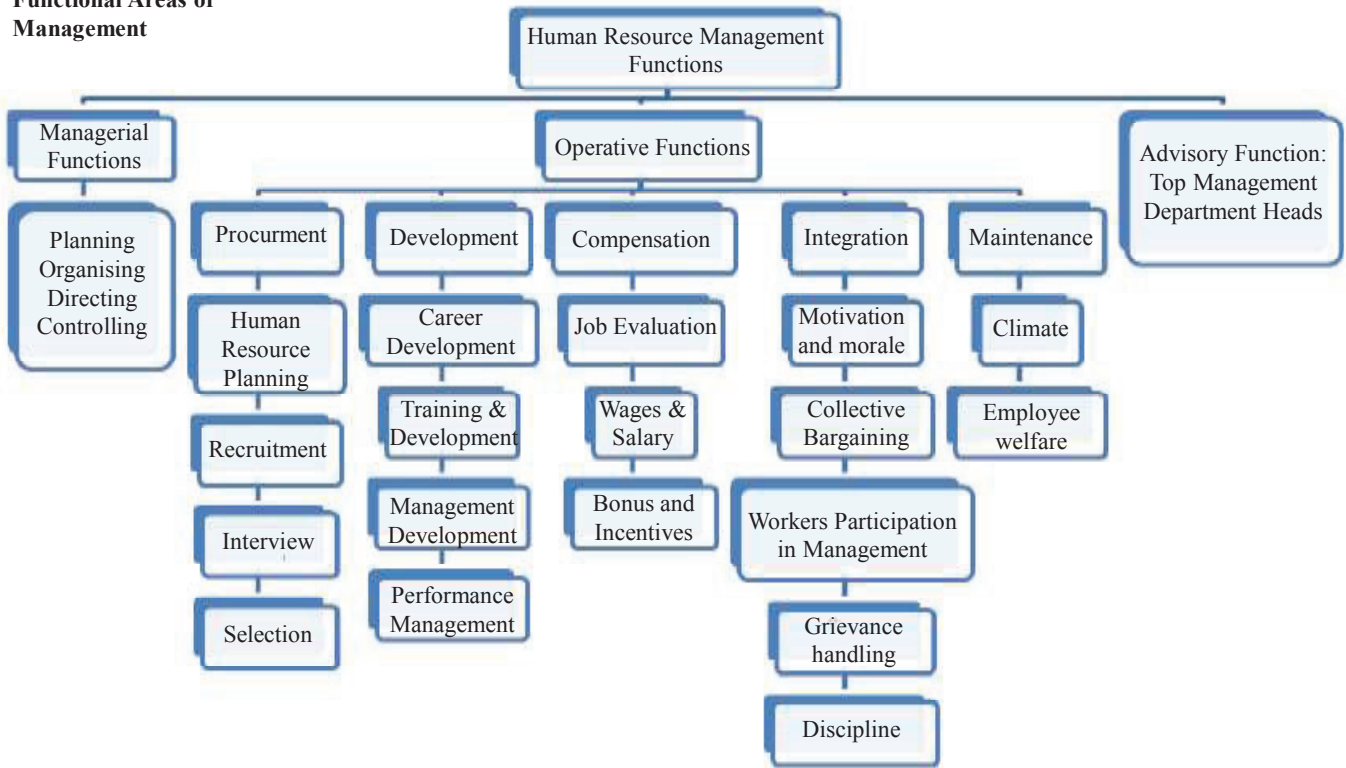 Functional Areas of
Management
Human Resource Management
Functions
Managerial
Functions
Planning
Organising
Directing
Controlling
Operative Functions
Procurment
Human
Resource
Planning
Recruitment
Interview
Selection
Development
Career
Development
Training &
Development
Management
Development
Performance
Management
Compensation
Job Evaluation
Wages &
Salary
Bonus and
Incentives
Integration
Motivation
and morale
Collective
Bargaining
Workers Participation
in Management
Grievance
handling
Discipline
Maintenance
Climate
Employee
welfare
Advisory Function:
Top Management
Department Heads